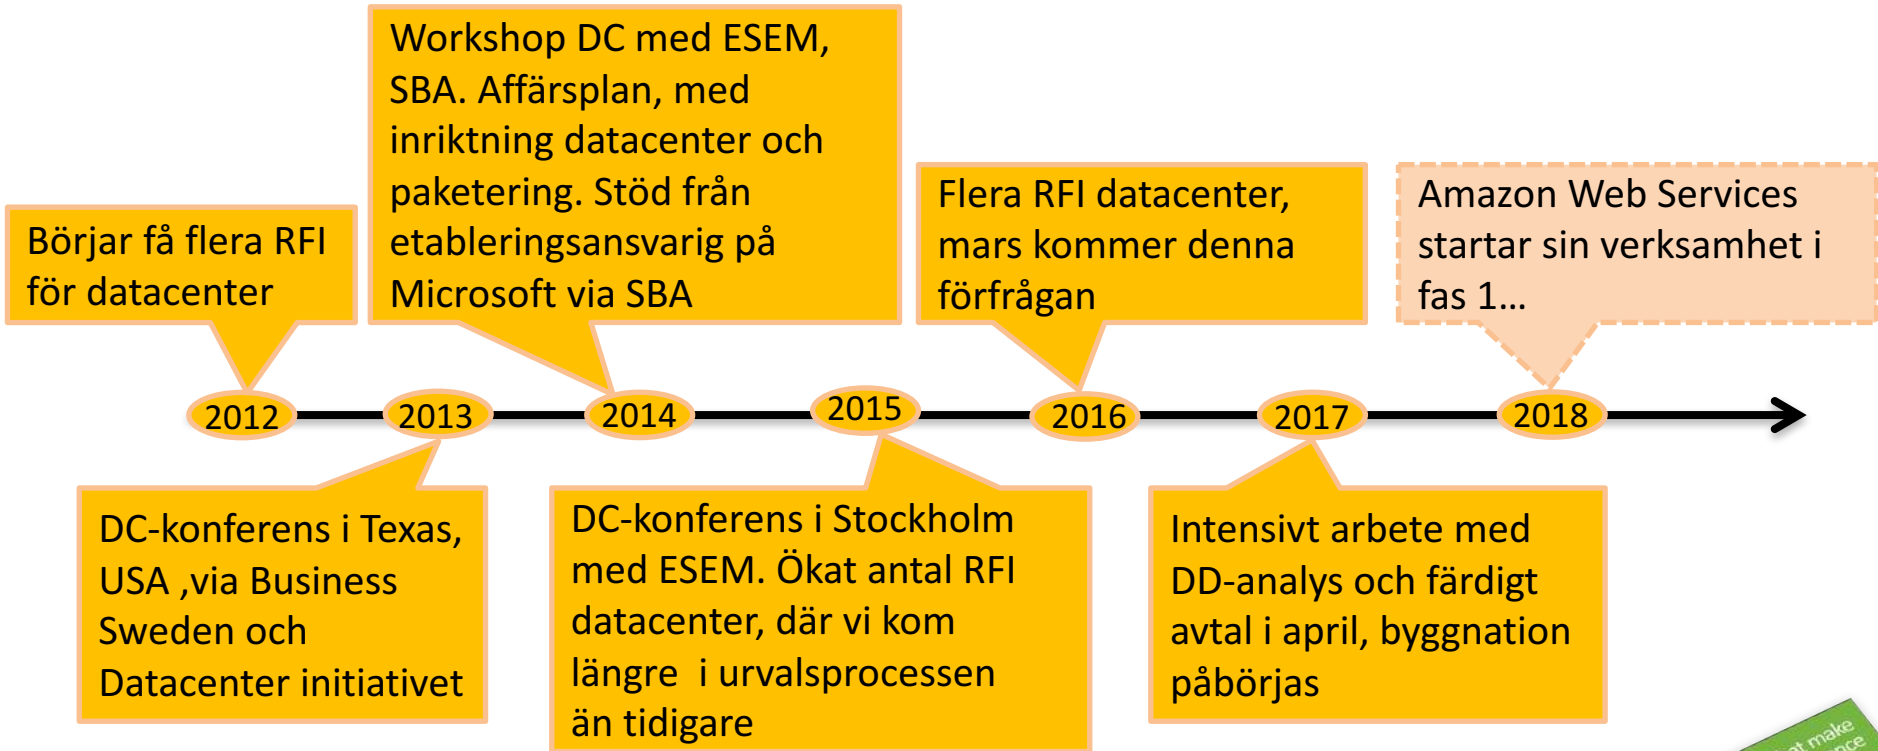 Workshop DC med ESEM,
SBA. Affärsplan, med
inriktning datacenter och
paketering. Stöd från
etableringsansvarig på
Microsoft via SBA
Börjar få flera RFI
för datacenter
Flera RFI datacenter,
mars kommer denna
förfrågan
Amazon Web Services
startar sin verksamhet i
fas 1...
2012
2013
2014
2015
2016
2017
2018
DC-konferens i Texas,
USA ,via Business
Sweden och
Datacenter initiativet
DC-konferens i Stockholm
med ESEM. Ökat antal RFI
datacenter, där vi kom
längre  i urvalsprocessen
än tidigare
Intensivt arbete med
DD-analys och färdigt
avtal i april, byggnation
påbörjas
make